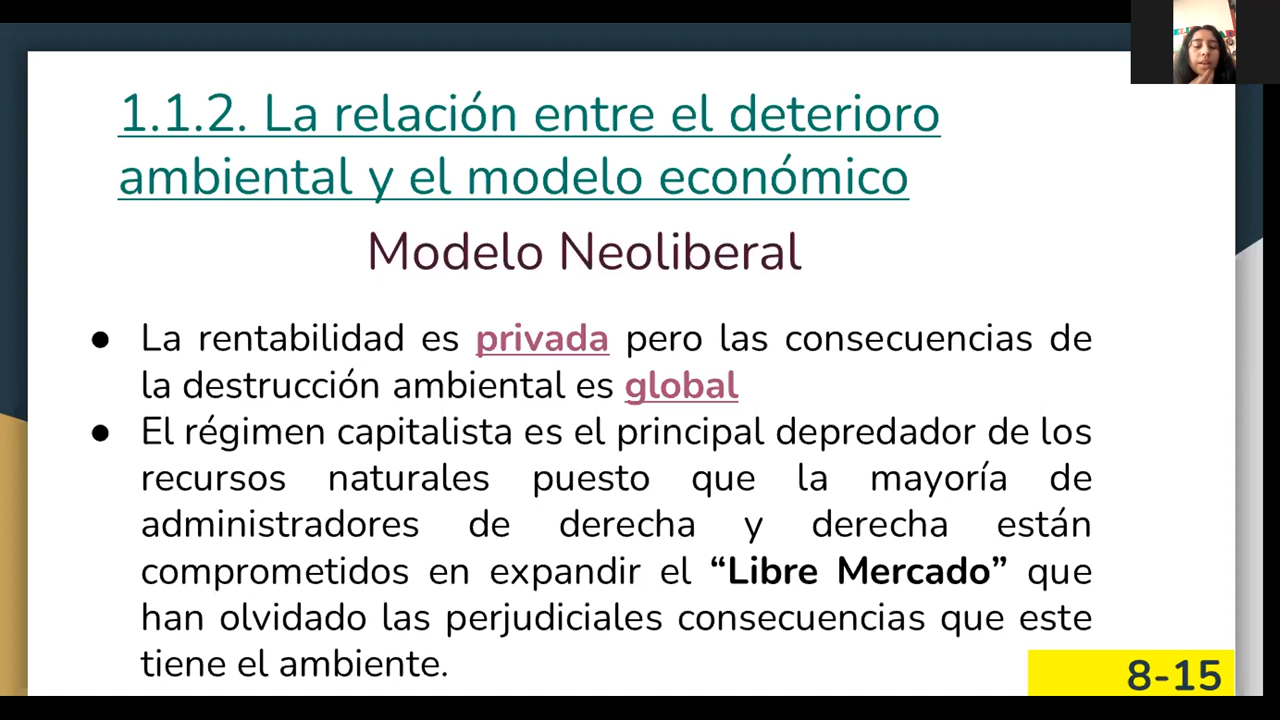 1.1.2. La relación entre el deterioro
ambiental y el modelo económico
Modelo Neoliberal
● La rentabilidad es privada pero las consecuencias de
la destrucción ambiental es global
● El régimen capitalista es el principal depredador de los
recursos naturales puesto que la mayoría de
administradores de derecha y derecha están
comprometidos en expandir el “Libre Mercado” que
han olvidado las perjudiciales consecuencias que este
tiene el ambiente.
8-15